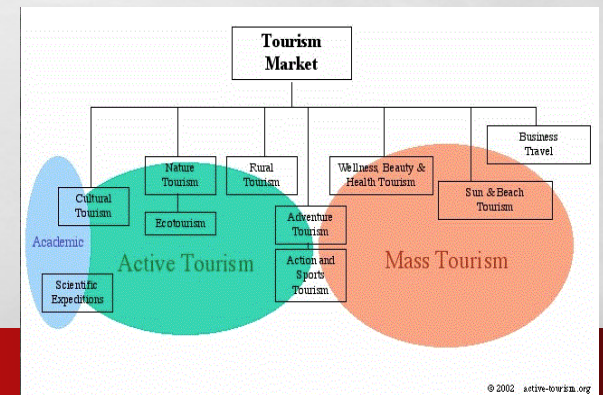 Tourism
Market
Business
Travel
Nature
Tourism
Rural
Tourism
Wellness, Beauty &
Health Tourism
Sun & Beach
Tourism
Cultural
Tourism
Ecotourism
Adventure
Tourism
Academic
Active Tourism
Action and
Sports
Tourism
Mass Tourism
Scientific
Expeditions
© 2002 active-tourism.org